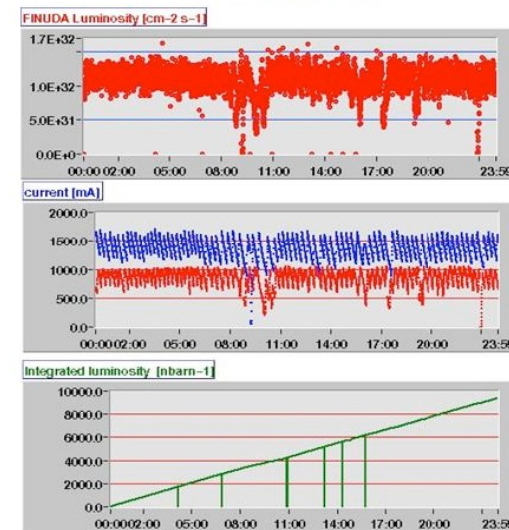 FINUDA Luminosity [cm-2 s-1]
1.7E+32
1.0E+32
5.0E+31
0.0E+0
00:00 02:00 05:00 08:00 11:00 14:00 17:00 20:00 23:59
current [mA]
2000.0
1500.0
1000.0
500.0
0.0
00:00 02:00 05:00 08:00 11:00 14:00 17:00 20:00 23:59
Integrated luminosity [nbarn-1]
10000.0
8000.0
6000.0
4000.0
2000.0
0.0
00:00 02:00 05:00 08:00 11:00 14:00 17:00 20:00 23:59